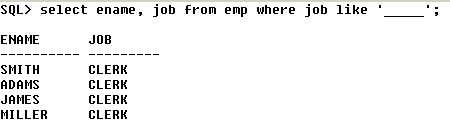 SQL> select ename, job from emp where job like '_____';
ENAME      JOB
---------- ---------
SMITH      CLERK
ADAMS      CLERK
JAMES      CLERK
MILLER     CLERK